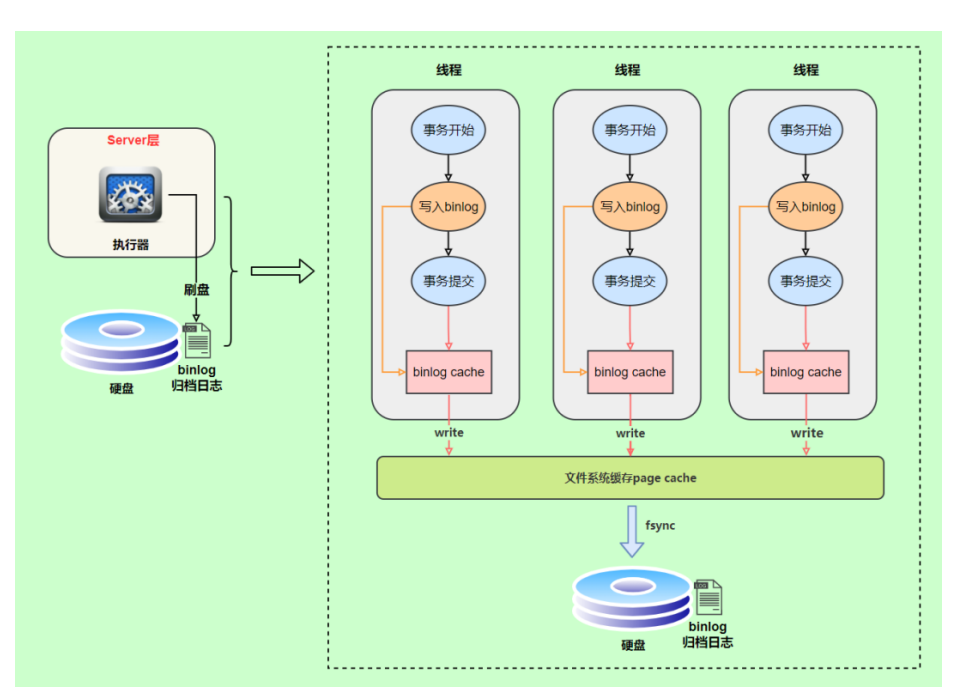 Server层
执行器
刷盘
硬盘
binlog
归档日志
线程
线程
线程
事务开始
事务开始
事务开始
写入binlog
写入binlog
写入binlog
事务提交
事务提交
事务提交
binlog cache
binlog cache
binlog cache
write
write
write
文件系统缓存page cache
fsync
硬盘
binlog
归档日志